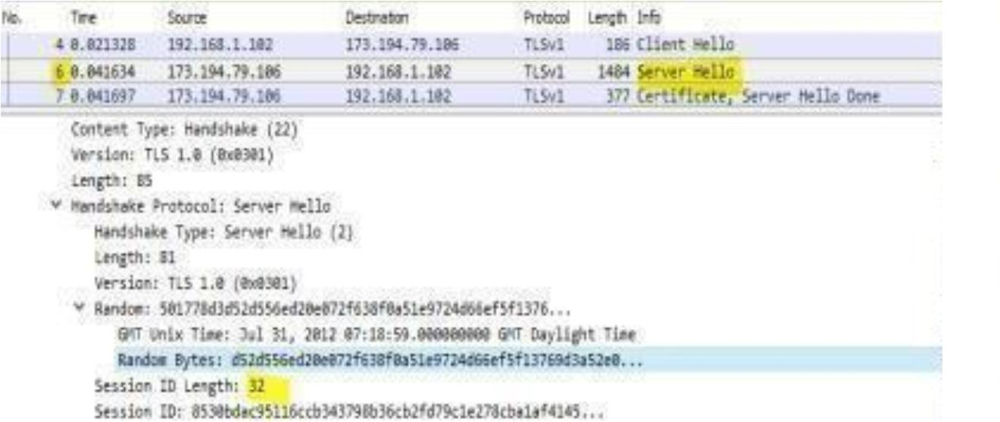 No. Time Source Destination Protocol Length Info
4 0.021328 192.168.1.102 173.194.79.106 TLSv1 186 Client Hello
6 0.041634 173.194.79.106 192.168.1.102 TLSv1 1484 Server Hello
7 0.041697 173.194.79.106 192.168.1.102 TLSv1 377 Certificate, Server Hello Done
Content Type: Handshake (22)
Version: TLS 1.0 (0x0301)
Length: 85
Handshake Protocol: Server Hello
Handshake Type: Server Hello (2)
Length: 81
Version: TLS 1.0 (0x0301)
Random: 501778d3d52d556ed20e072f638f0a51e9724d66ef5f1376...
GMT Unix Time: Jul 31, 2012 07:18:59.000000000 GMT Daylight Time
Random Bytes: d52d556ed20e072f638f0a51e9724d66ef5f13769d3a52e0...
Session ID Length: 32
Session ID: 8530bdac95116ccb343798b36cb2fd79c1e278cba1af4145...